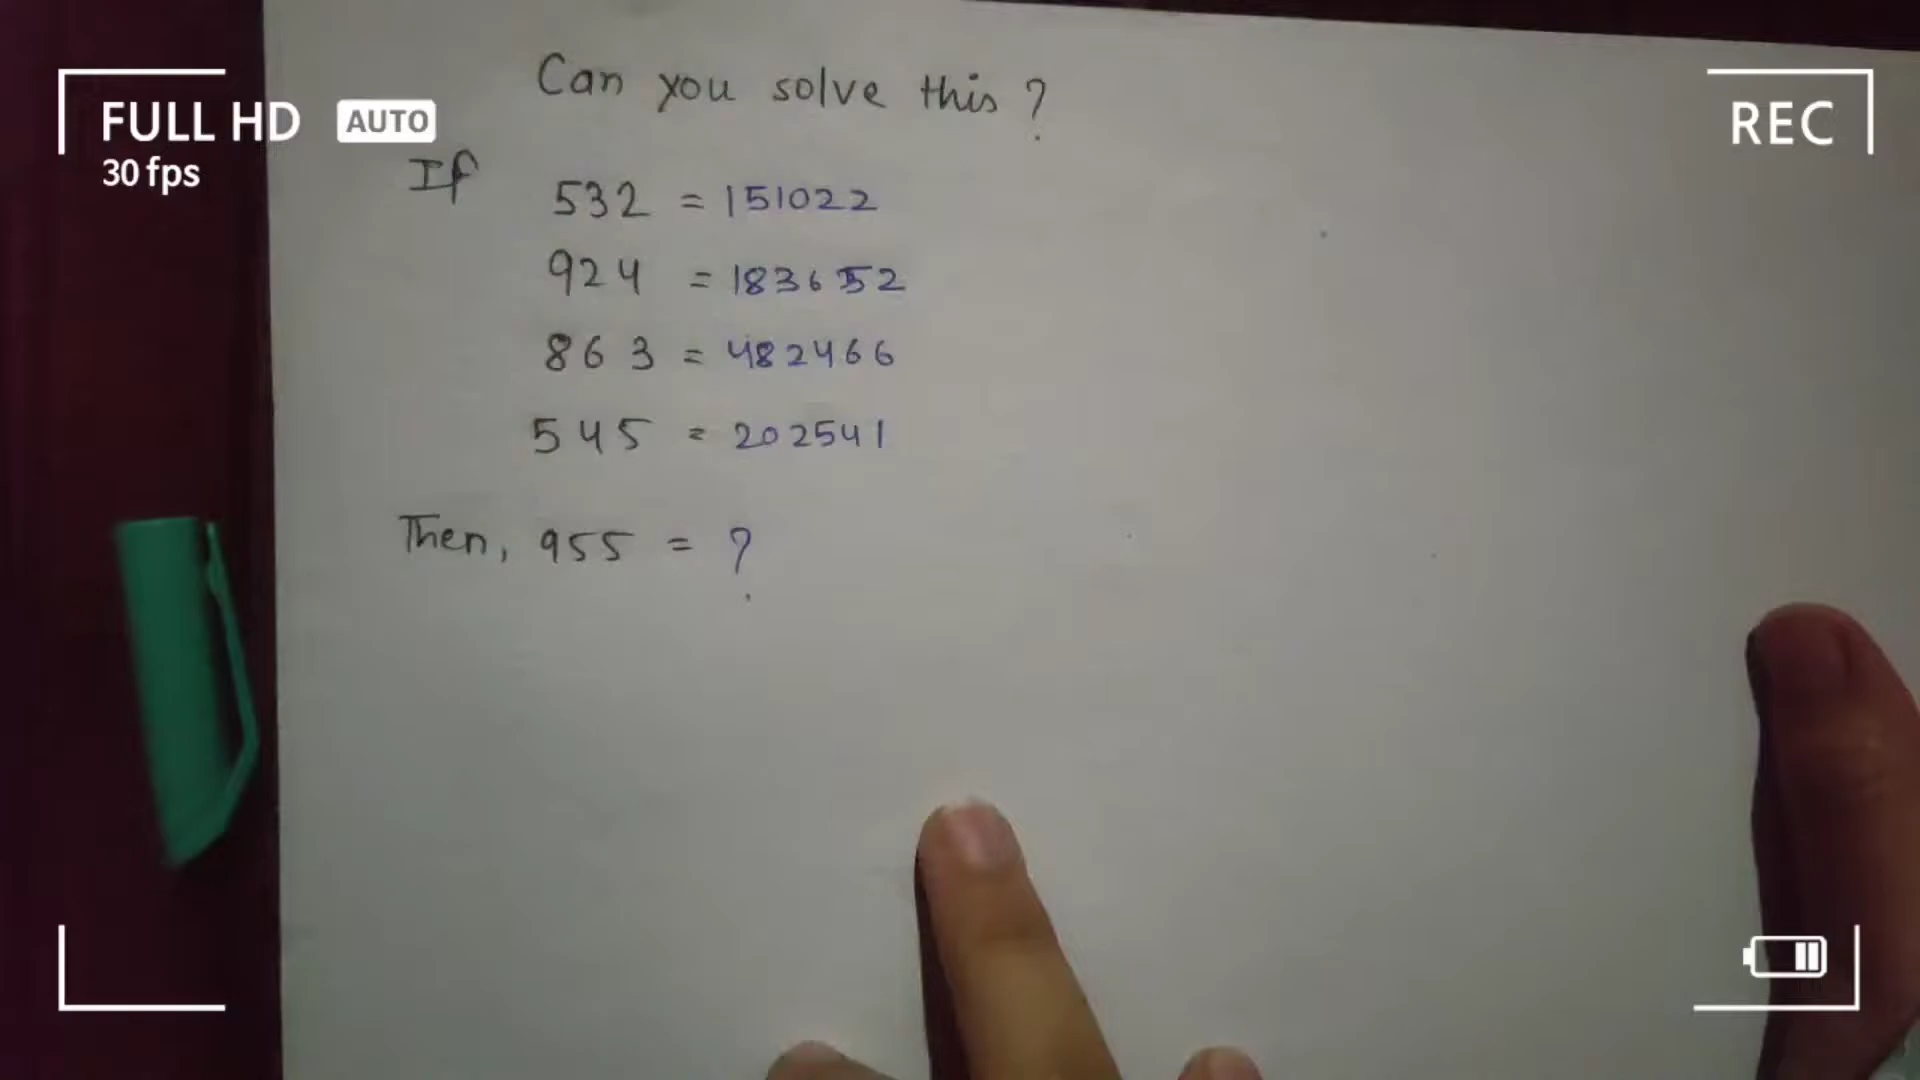 Can you solve this ?
FULL HD AUTO
REC
30 fps
If
532 = 151022
924 = 183652
863 = 482466
545 = 202541
Then, 955 = ?